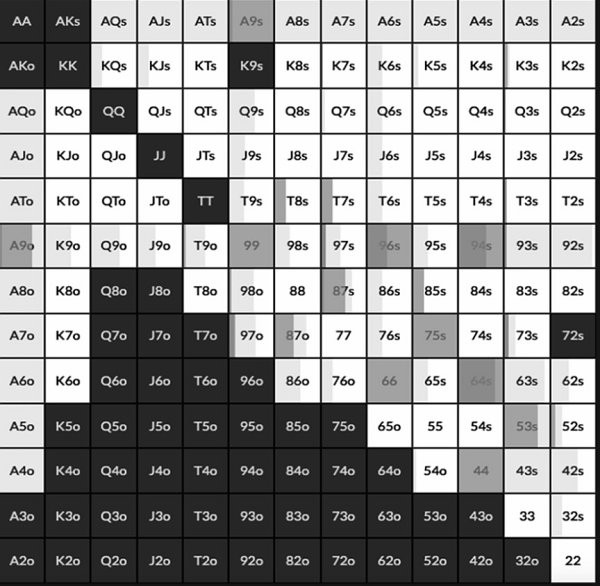 AA AKs AQs AJs ATs A9s A8s A7s A6s A5s A4s A3s A2s
AKo KK KQs KJs KTs K9s K8s K7s K6s K5s K4s K3s K2s
AQo KQo QQ QJs QTs Q9s Q8s Q7s Q6s Q5s Q4s Q3s Q2s
AJo KJo QJo JJ JTs J9s J8s J7s J6s J5s J4s J3s J2s
ATo KTo QTo JTo TT T9s T8s T7s T6s T5s T4s T3s T2s
A9o K9o Q9o J9o T9o 99 98s 97s 96s 95s 94s 93s 92s
A8o K8o Q8o J8o T8o 98o 88 87s 86s 85s 84s 83s 82s
A7o K7o Q7o J7o T7o 97o 87o 77 76s 75s 74s 73s 72s
A6o K6o Q6o J6o T6o 96o 86o 76o 66 65s 64s 63s 62s
A5o K5o Q5o J5o T5o 95o 85o 75o 65o 55 54s 53s 52s
A4o K4o Q4o J4o T4o 94o 84o 74o 64o 54o 44 43s 42s
A3o K3o Q3o J3o T3o 93o 83o 73o 63o 53o 43o 33 32s
A2o K2o Q2o J2o T2o 92o 82o 72o 62o 52o 42o 32o 22